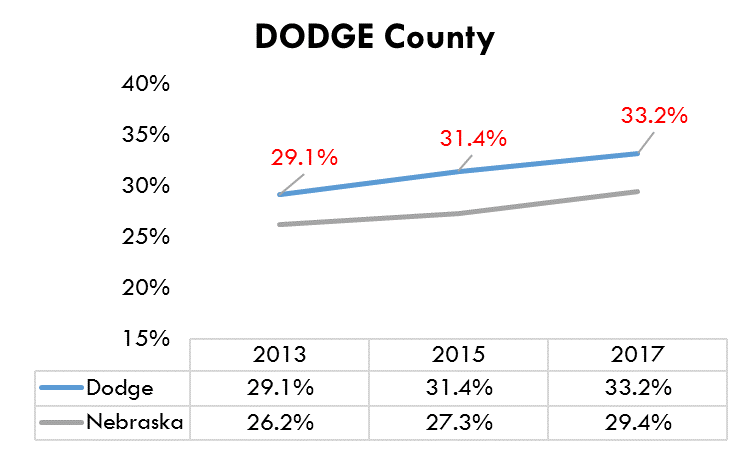 DODGE County
40%
35%
30%
25%
20%
15%
29.1%
31.4%
33.2%
2013 2015 2017
Dodge 29.1% 31.4% 33.2%
Nebraska 26.2% 27.3% 29.4%